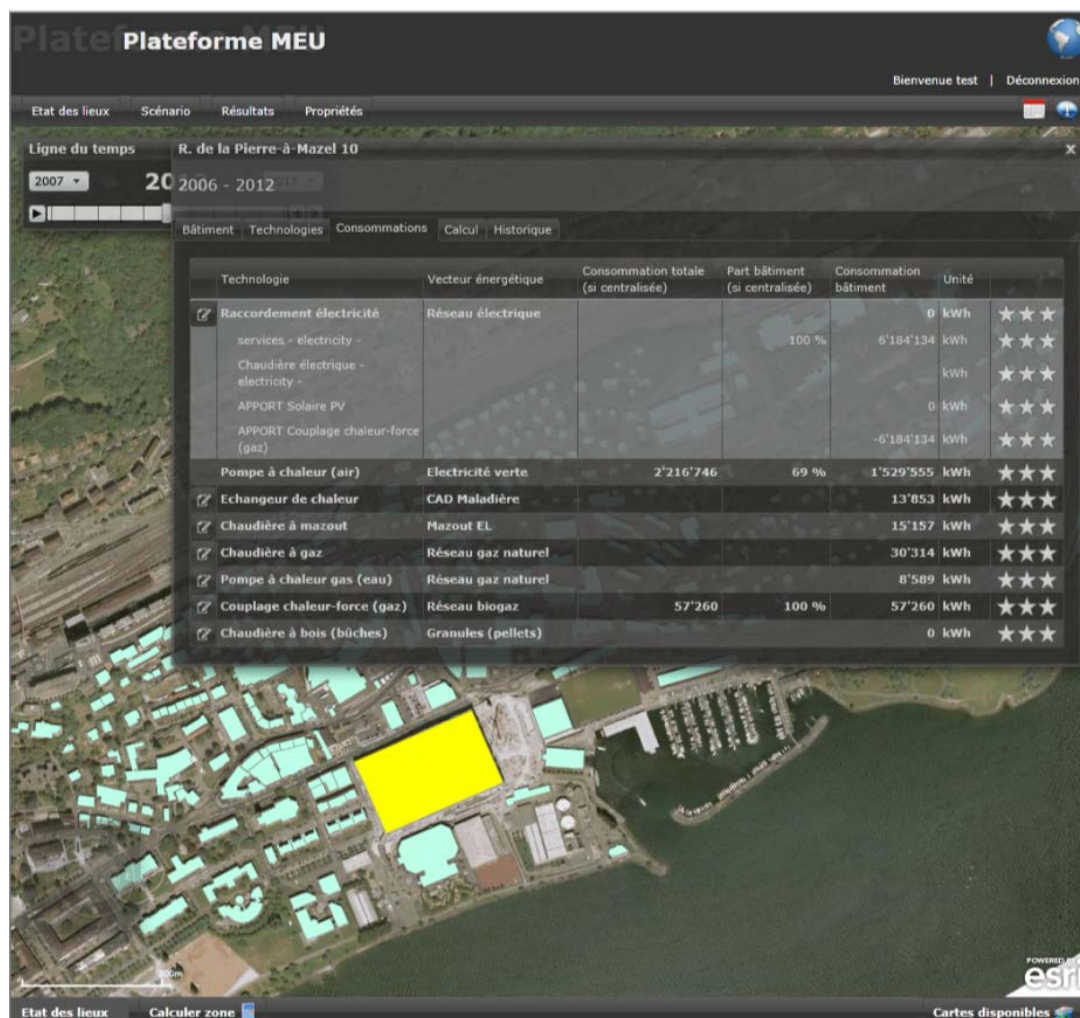 Plateforme MEU
Bienvenue test | Déconnexion
Etat des lieux Scénario Résultats Propriétés
Ligne du temps
R. de la Pierre-à-Mazel 10
x
2007
2006 - 2012
Bâtiment Technologies Consommations Calcul Historique
Technologie Vecteur énergétique Consommation totale (si centralisée) Part bâtiment (si centralisée) Consommation bâtiment Unité
Raccordement électricité Réseau électrique 0 kWh
services - electricity - 100 % 6'184'134 kWh
Chaudière électrique - electricity - kWh
APPORT Solaire PV 0 kWh
APPORT Couplage chaleur-force (gaz) -6'184'134 kWh
Pompe à chaleur (air) Electricité verte 2'216'746 69 % 1'529'555 kWh
Echangeur de chaleur CAD Maladière 13'853 kWh
Chaudière à mazout Mazout EL 15'157 kWh
Chaudière à gaz Réseau gaz naturel 30'314 kWh
Pompe à chaleur gas (eau) Réseau gaz naturel 8'589 kWh
Couplage chaleur-force (gaz) Réseau biogaz 57'260 100 % 57'260 kWh
Chaudière à bois (bûches) Granules (pellets) 0 kWh
POWERED BY
esri
Etat des lieux Calculer zone Cartes disponibles